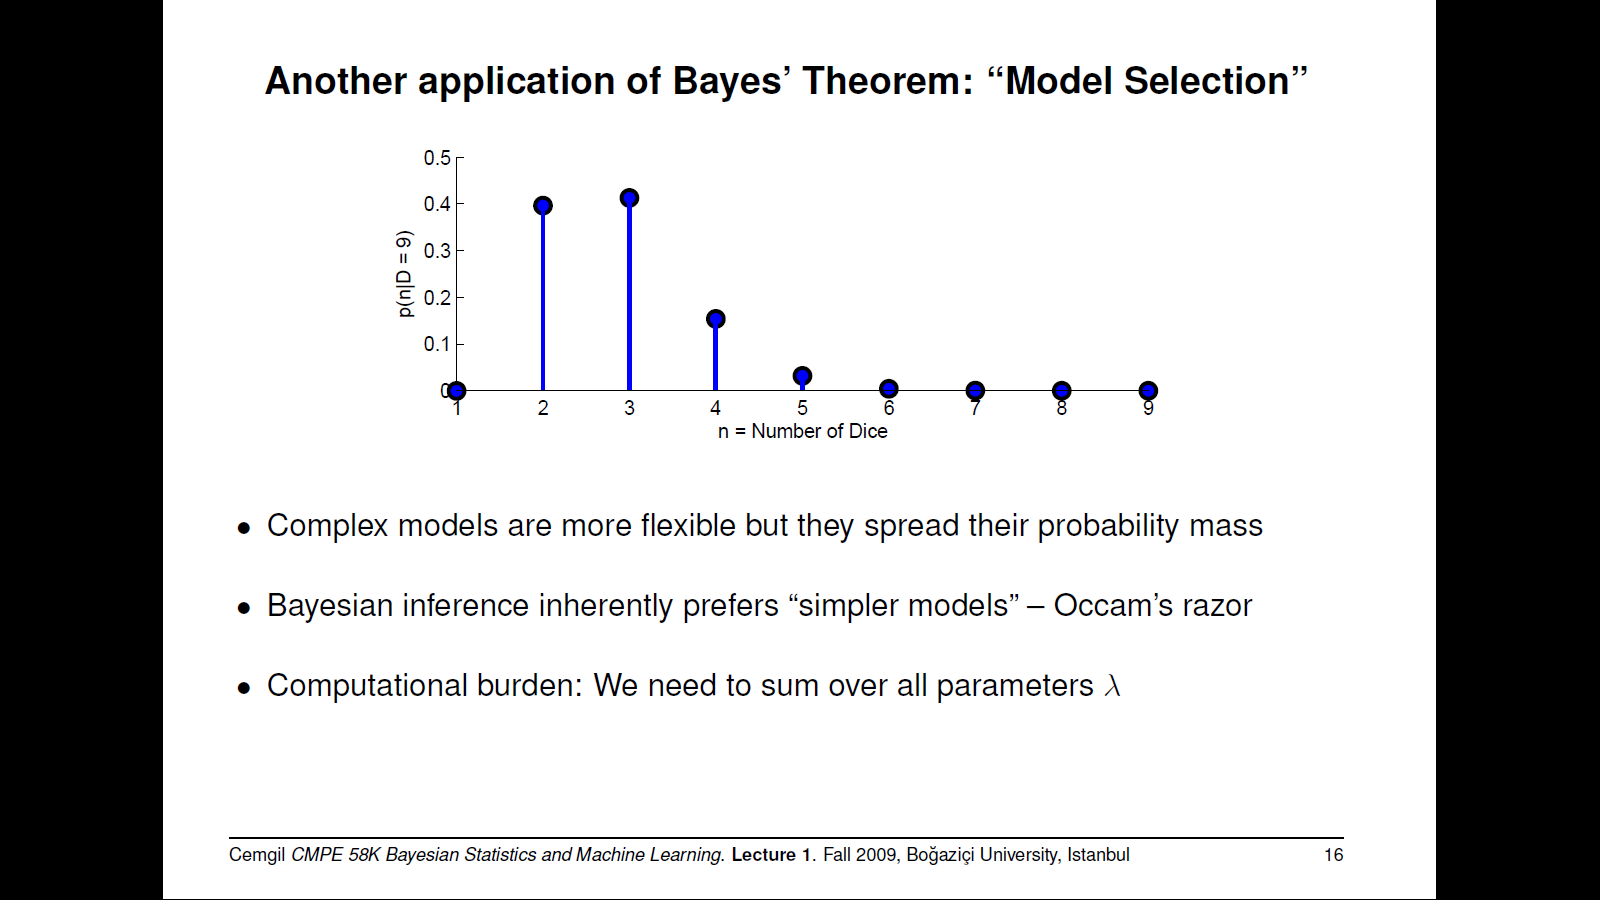 Another application of Bayes’ Theorem: “Model Selection”
0.5
0.4
0.3
0.2
0.1
0
p(n|D = 9)
1 2 3 4 5 6 7 8 9
n = Number of Dice
• Complex models are more flexible but they spread their probability mass
• Bayesian inference inherently prefers “simpler models” – Occam’s razor
• Computational burden: We need to sum over all parameters λ
Cemgil CMPE 58K Bayesian Statistics and Machine Learning. Lecture 1. Fall 2009, Boğaziçi University, Istanbul 16